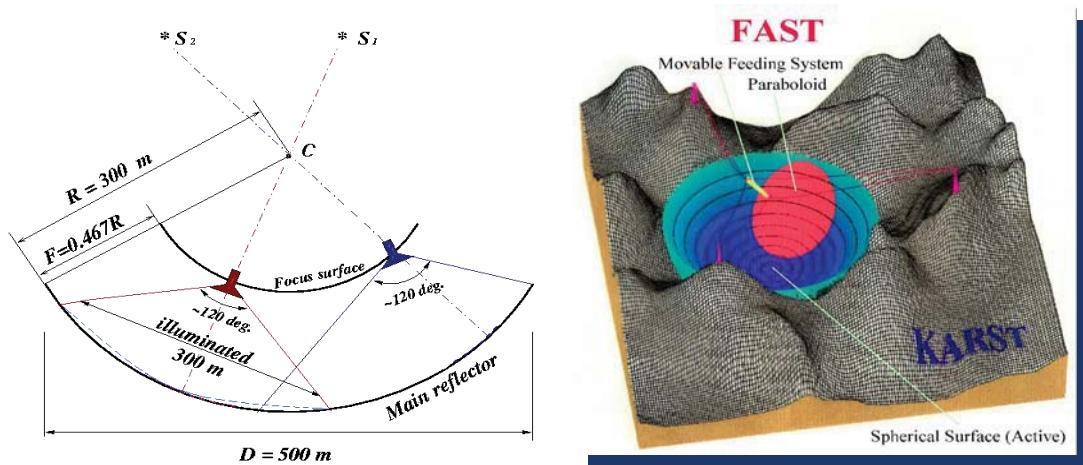 * S₂
* S₁
C
R = 300 m
F=0.467R
Focus surface
~120 deg.
~120 deg.
illuminated
300 m
Main reflector
D = 500 m
FAST
Movable Feeding System
Paraboloid
KARST
Spherical Surface (Active)